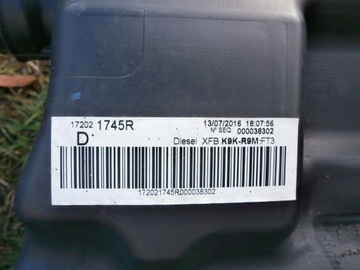 17202 1745R
13/07/2016 18:07:56
N° SEQ. 000038302
D
Diesel XFB K9K-R9M:FT3
172021745R000038302